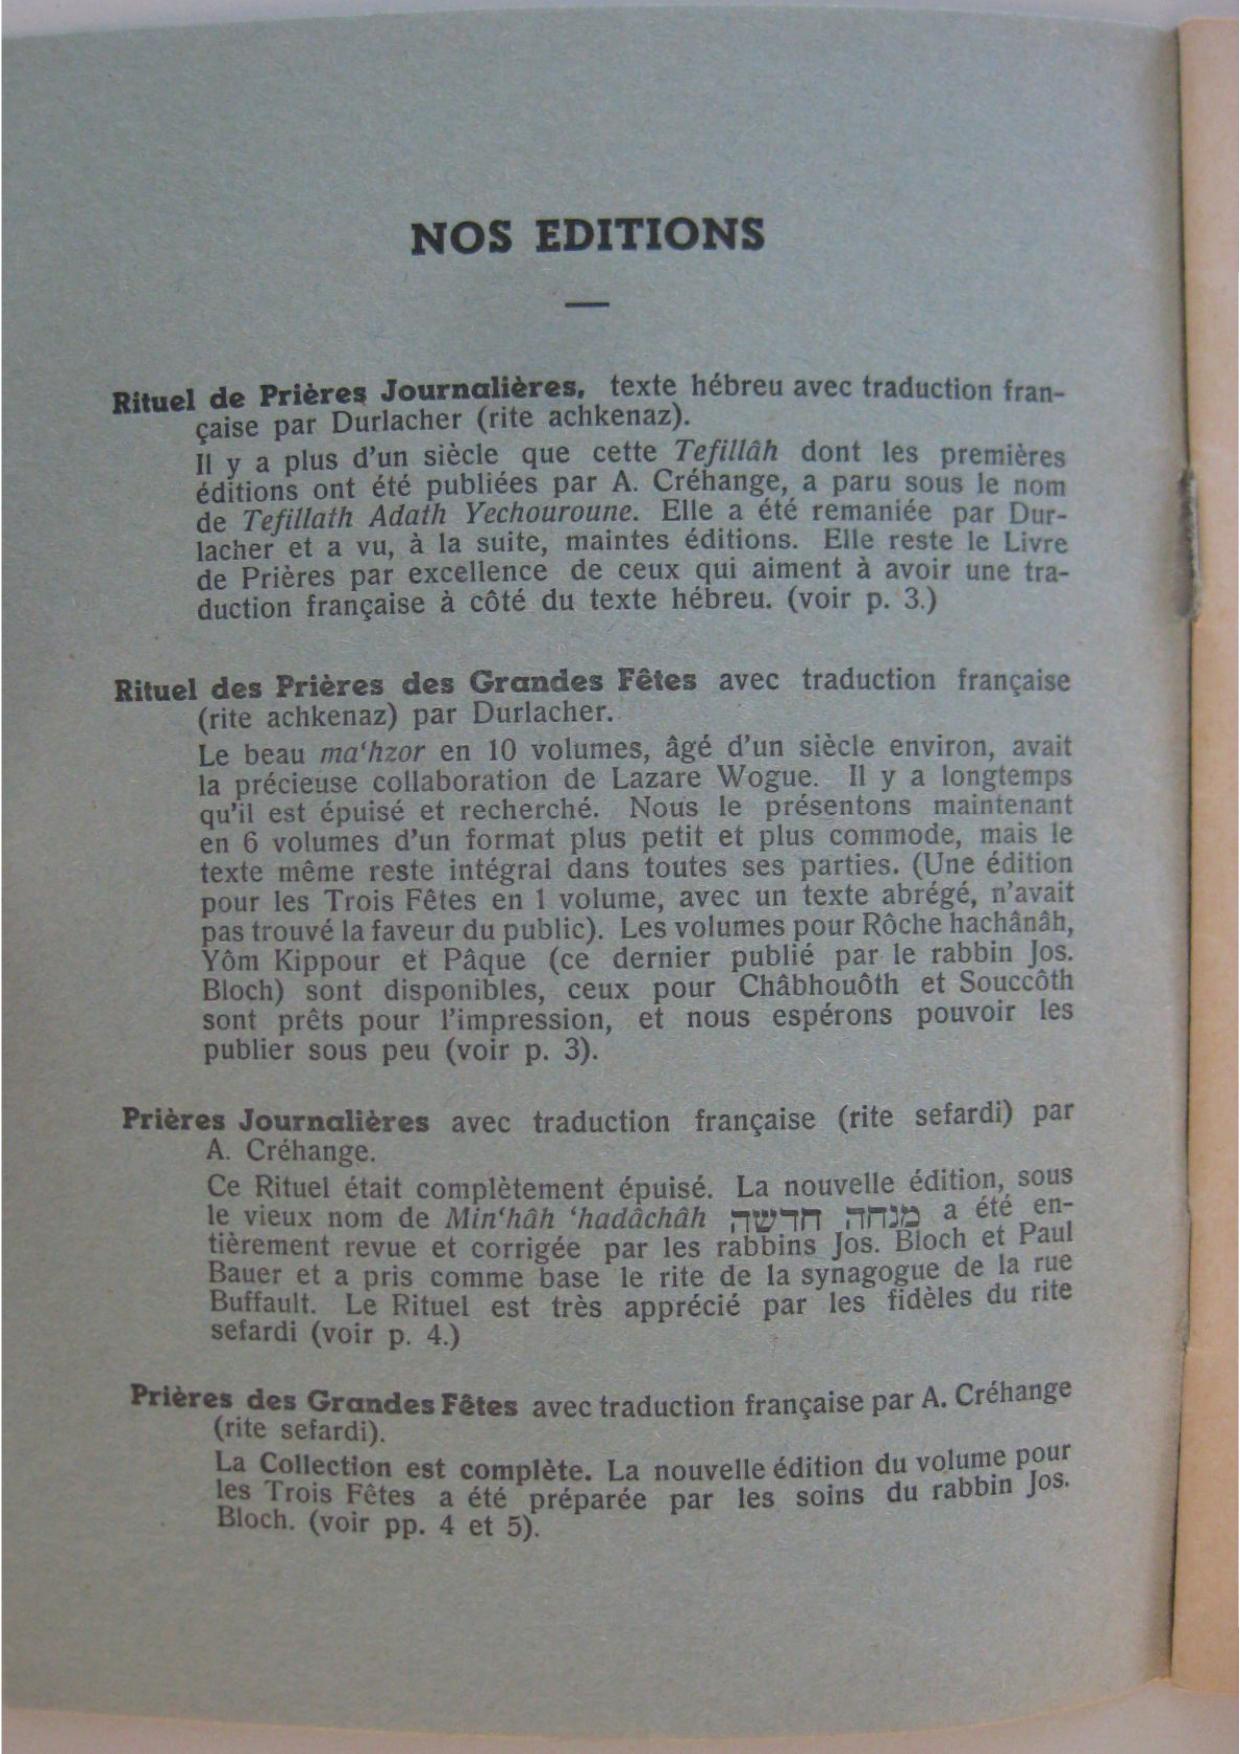 NOS EDITIONS
Rituel de Prières Journalières, texte hébreu avec traduction fran-
çaise par Durlacher (rite achkenaz).
Il y a plus d'un siècle que cette Tefillâh dont les premières
éditions ont été publiées par A. Créhange, a paru sous le nom
de Tefillath Adath Yechouroune. Elle a été remaniée par Dur-
lacher et a vu, à la suite, maintes éditions. Elle reste le Livre
de Prières par excellence de ceux qui aiment à avoir une tra-
duction française à côté du texte hébreu. (voir p. 3.)
Rituel des Prières des Grandes Fêtes avec traduction française
(rite achkenaz) par Durlacher.
Le beau ma‘hzor en 10 volumes, âgé d'un siècle environ, avait
la précieuse collaboration de Lazare Wogue. Il y a longtemps
qu'il est épuisé et recherché. Nous le présentons maintenant
en 6 volumes d'un format plus petit et plus commode, mais le
texte même reste intégral dans toutes ses parties. (Une édition
pour les Trois Fêtes en 1 volume, avec un texte abrégé, n'avait
pas trouvé la faveur du public). Les volumes pour Rôche hachânâh,
Yôm Kippour et Pâque (ce dernier publié par le rabbin Jos.
Bloch) sont disponibles, ceux pour Châbhouôth et Souccôth
sont prêts pour l'impression, et nous espérons pouvoir les
publier sous peu (voir p. 3).
Prières Journalières avec traduction française (rite sefardi) par
A. Créhange.
Ce Rituel était complètement épuisé. La nouvelle édition, sous
le vieux nom de Min‘hâh ‘hadâchâh מנחה חדשה a été en-
tièrement revue et corrigée par les rabbins Jos. Bloch et Paul
Bauer et a pris comme base le rite de la synagogue de la rue
Buffault. Le Rituel est très apprécié par les fidèles du rite
sefardi (voir p. 4.)
Prières des Grandes Fêtes avec traduction française par A. Créhange
(rite sefardi).
La Collection est complète. La nouvelle édition du volume pour
les Trois Fêtes a été préparée par les soins du rabbin Jos.
Bloch. (voir pp. 4 et 5).